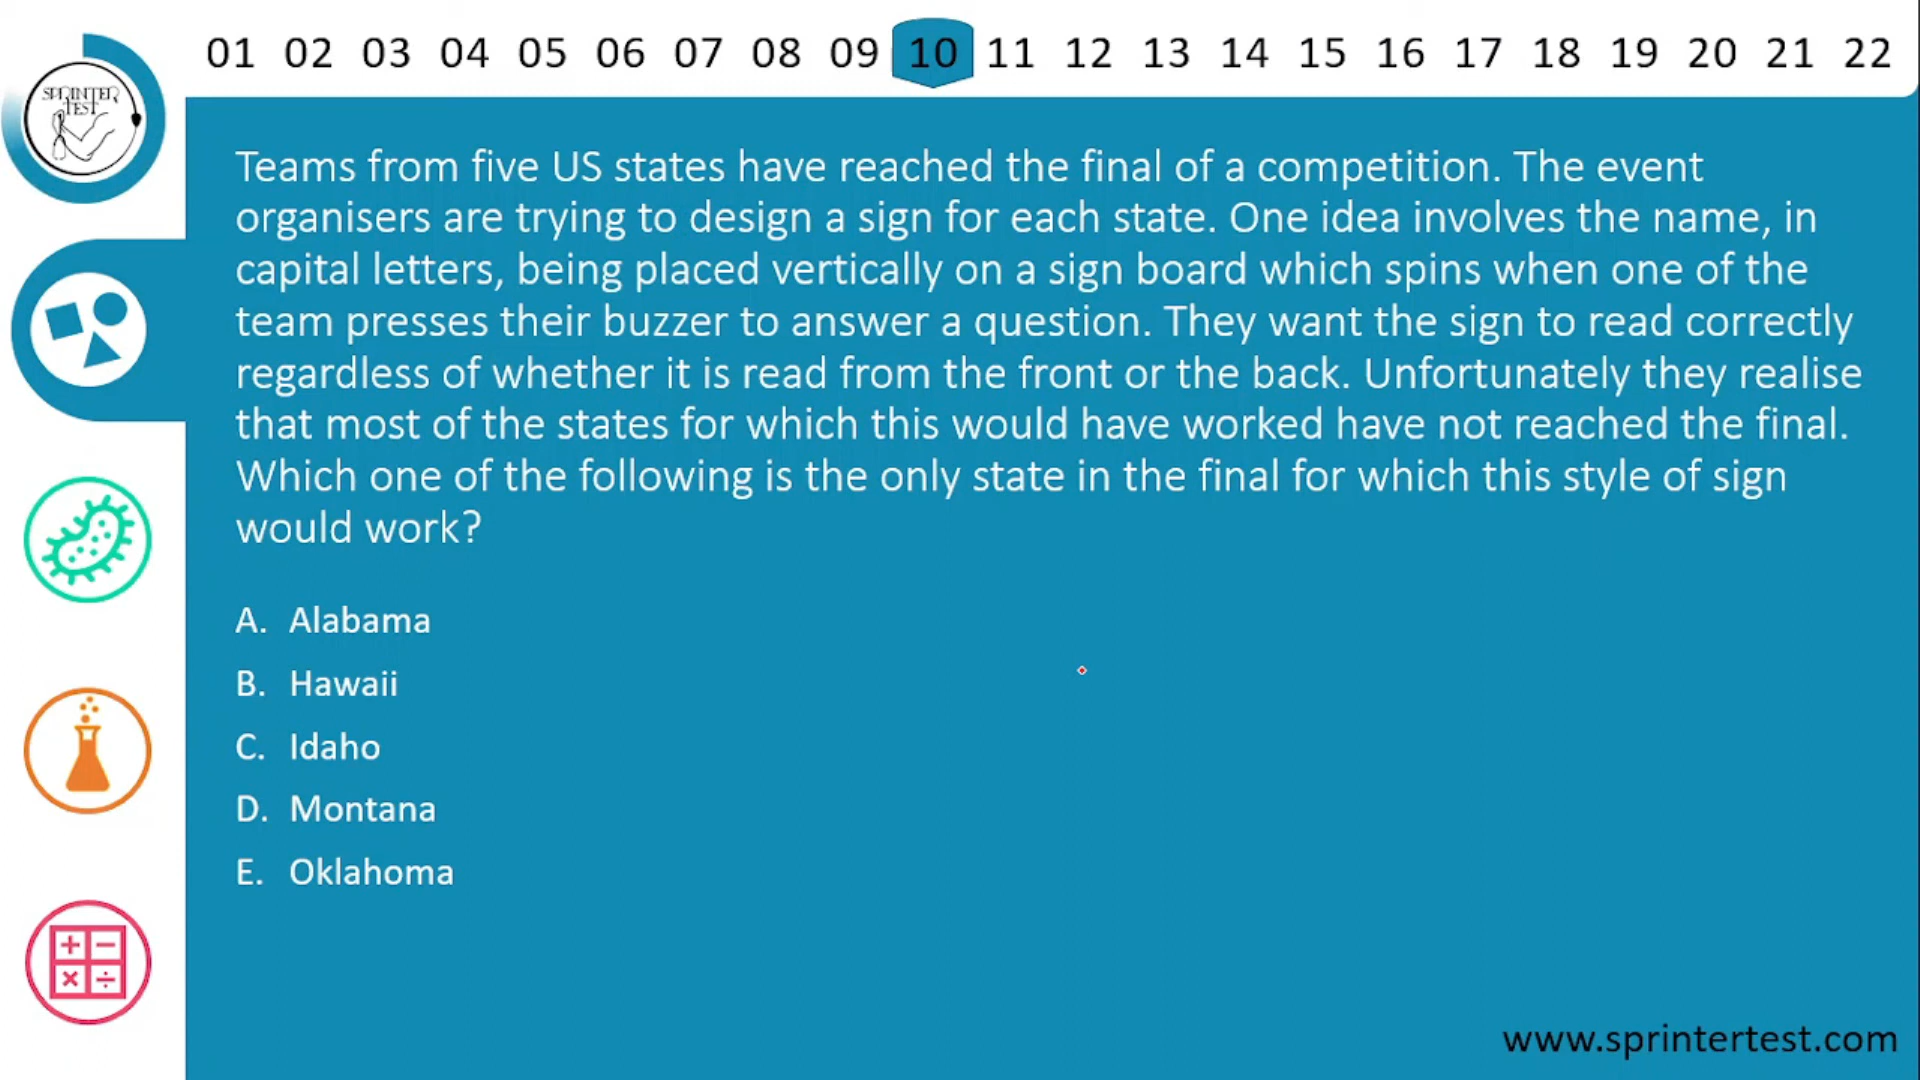 01 02 03 04 05 06 07 08 09 10 11 12 13 14 15 16 17 18 19 20 21 22
SPRINTER
TEST
Teams from five US states have reached the final of a competition. The event
organisers are trying to design a sign for each state. One idea involves the name, in
capital letters, being placed vertically on a sign board which spins when one of the
team presses their buzzer to answer a question. They want the sign to read correctly
regardless of whether it is read from the front or the back. Unfortunately they realise
that most of the states for which this would have worked have not reached the final.
Which one of the following is the only state in the final for which this style of sign
would work?
A. Alabama
B. Hawaii
C. Idaho
D. Montana
E. Oklahoma
www.sprintertest.com